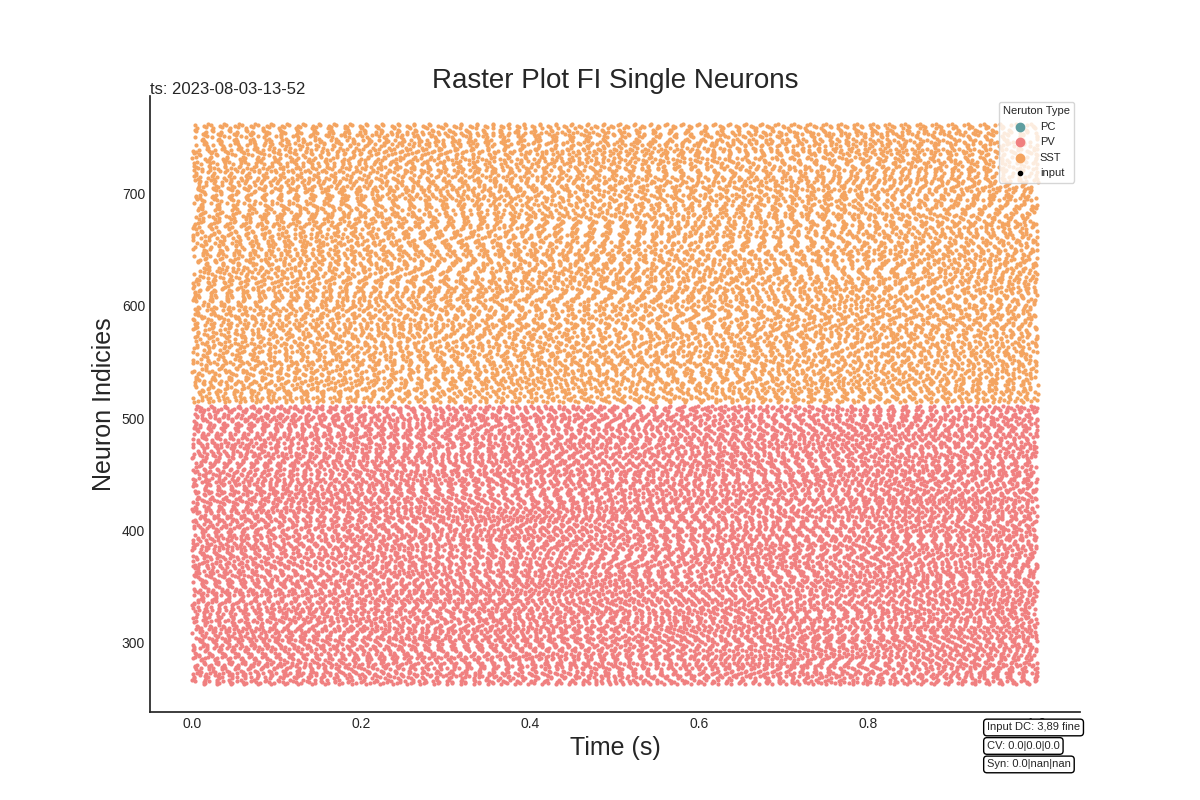 Raster Plot FI Single Neurons
ts: 2023-08-03-13-52
Neruton Type
PC
PV
SST
input
Neuron Indicies
700
600
500
400
300
0.0 0.2 0.4 0.6 0.8
Time (s)
Input DC: 3,89 fine
CV: 0.0|0.0|0.0
Syn: 0.0|nan|nan